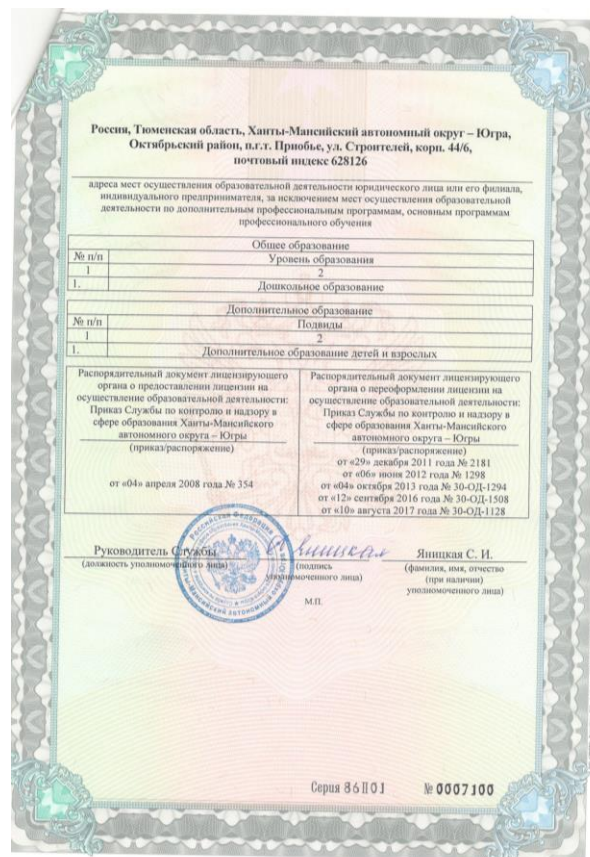 Россия, Тюменская область, Ханты-Мансийский автономный округ – Югра,
Октябрьский район, п.г.т. Приобье, ул. Строителей, корп. 44/6,
почтовый индекс 628126
адреса мест осуществления образовательной деятельности юридического лица или его филиала,
индивидуального предпринимателя, за исключением мест осуществления образовательной
деятельности по дополнительным профессиональным программам, основным программам
профессионального обучения
Общее образование
№ п/п Уровень образования
1 2
1. Дошкольное образование
Дополнительное образование
№ п/п Подвиды
1 2
1. Дополнительное образование детей и взрослых
Распорядительный документ лицензирующего
органа о предоставлении лицензии на
осуществление образовательной деятельности:
Приказ Службы по контролю и надзору в
сфере образования Ханты-Мансийского
автономного округа – Югры
(приказ/распоряжение)
от «04» апреля 2008 года № 354
Распорядительный документ лицензирующего
органа о переоформлении лицензии на
осуществление образовательной деятельности:
Приказ Службы по контролю и надзору в
сфере образования Ханты-Мансийского
автономного округа – Югры
(приказ/распоряжение)
от «29» декабря 2011 года № 2181
от «06» июня 2012 года № 1298
от «04» октября 2013 года № 30-ОД-1294
от «12» сентября 2016 года № 30-ОД-1508
от «10» августа 2017 года № 30-ОД-1128
Руководитель Службы
(должность уполномоченного лица)
Российская Федерация
Яницкая
(подпись
уполномоченного лица)
М.П.
Яницкая С. И.
(фамилия, имя, отчество
(при наличии)
уполномоченного лица)
Серия 86Л01 № 0007100